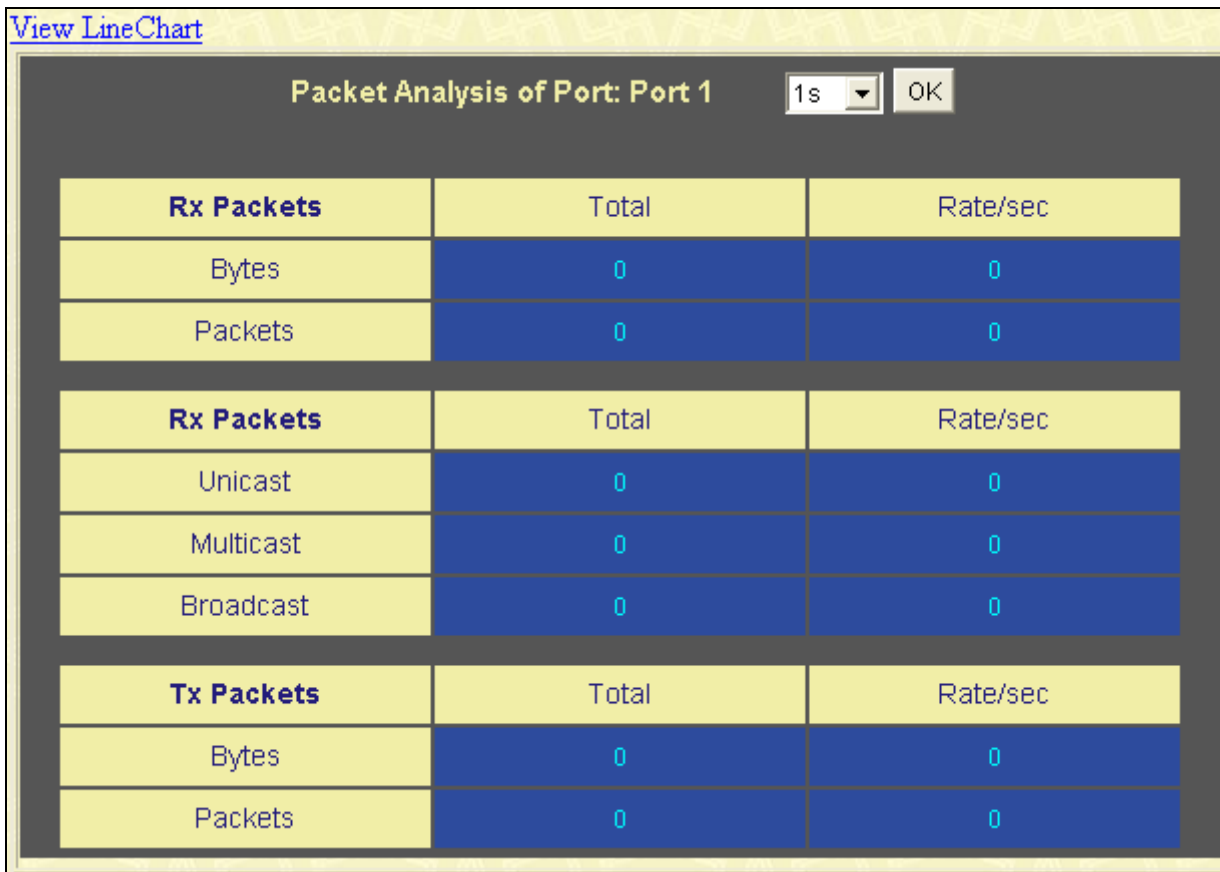 View LineChart
Packet Analysis of Port: Port 1 1s OK
Rx Packets Total Rate/sec
Bytes 0 0
Packets 0 0
Rx Packets Total Rate/sec
Unicast 0 0
Multicast 0 0
Broadcast 0 0
Tx Packets Total Rate/sec
Bytes 0 0
Packets 0 0